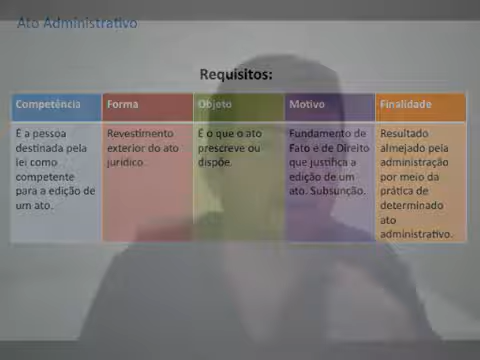 Ato Administrativo
Requisitos:
Competência
Forma
Objeto
Motivo
Finalidade
É a pessoa
destinada pela
lei como
competente
para a edição de
um ato.
Revestimento
exterior do ato
jurídico.
É o que o ato
prescreve ou
dispõe.
Fundamento de
Fato e de Direito
que justifica a
edição de um
ato. Subsunção.
Resultado
almejado pela
administração
por meio da
prática de
determinado
ato
administrativo.